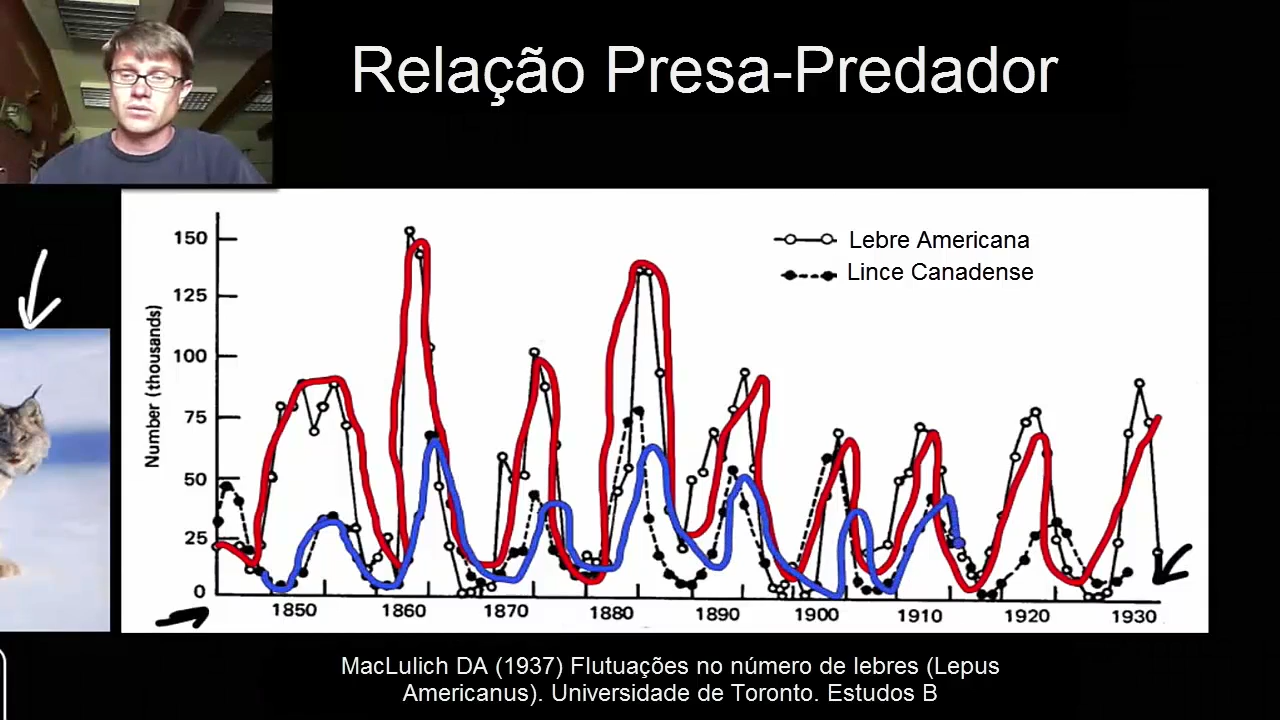 Relação Presa-Predador
Lebre Americana
Lince Canadense
Number (thousands)
150
125
100
75
50
25
0
1850 1860 1870 1880 1890 1900 1910 1920 1930
MacLulich DA (1937) Flutuações no número de lebres (Lepus
Americanus). Universidade de Toronto. Estudos B